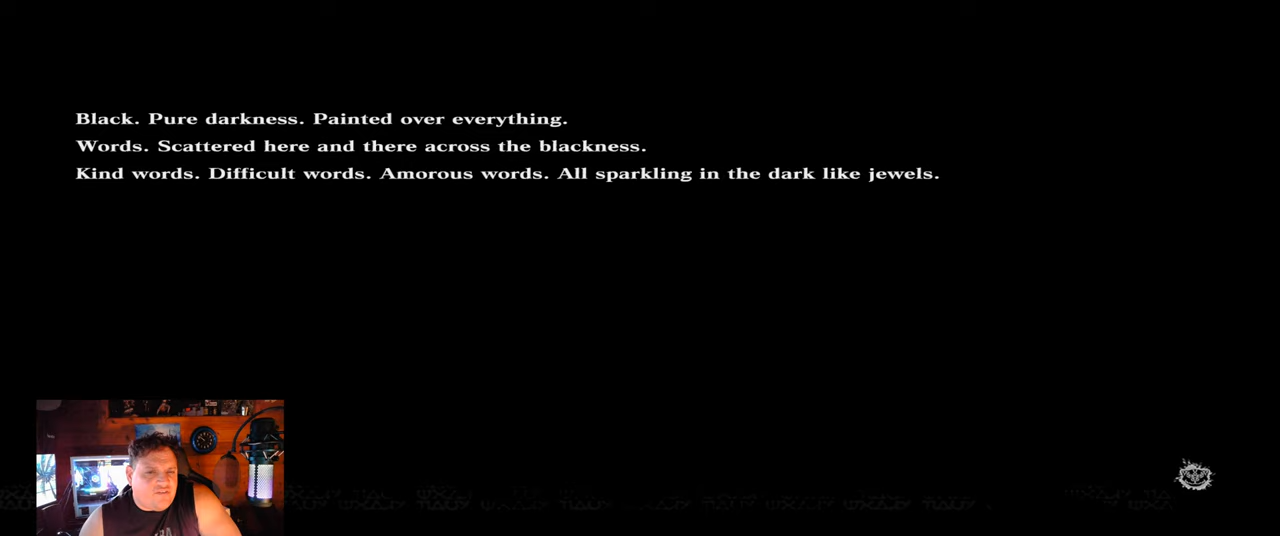 Black. Pure darkness. Painted over everything.
Words. Scattered here and there across the blackness.
Kind words. Difficult words. Amorous words. All sparkling in the dark like jewels.